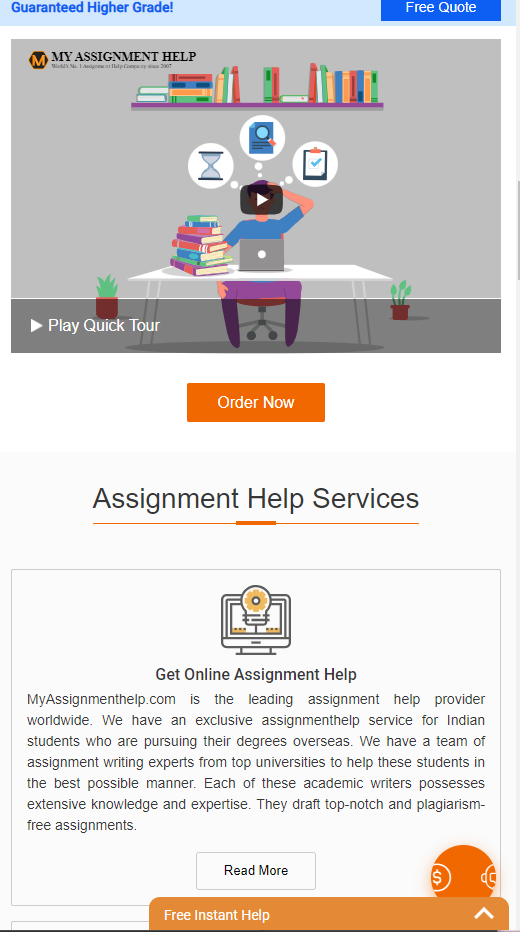 Guaranteed Higher Grade!
Free Quote
MY ASSIGNMENT HELP
World's No. 1 Assignment Help Company since 2007
Play Quick Tour
Order Now
Assignment Help Services
Get Online Assignment Help
MyAssignmenthelp.com is the leading assignment help provider
worldwide. We have an exclusive assignmenthelp service for Indian
students who are pursuing their degrees overseas. We have a team of
assignment writing experts from top universities to help these students in
the best possible manner. Each of these academic writers possesses
extensive knowledge and expertise. They draft top-notch and plagiarism-
free assignments.
Read More
$
Free Instant Help